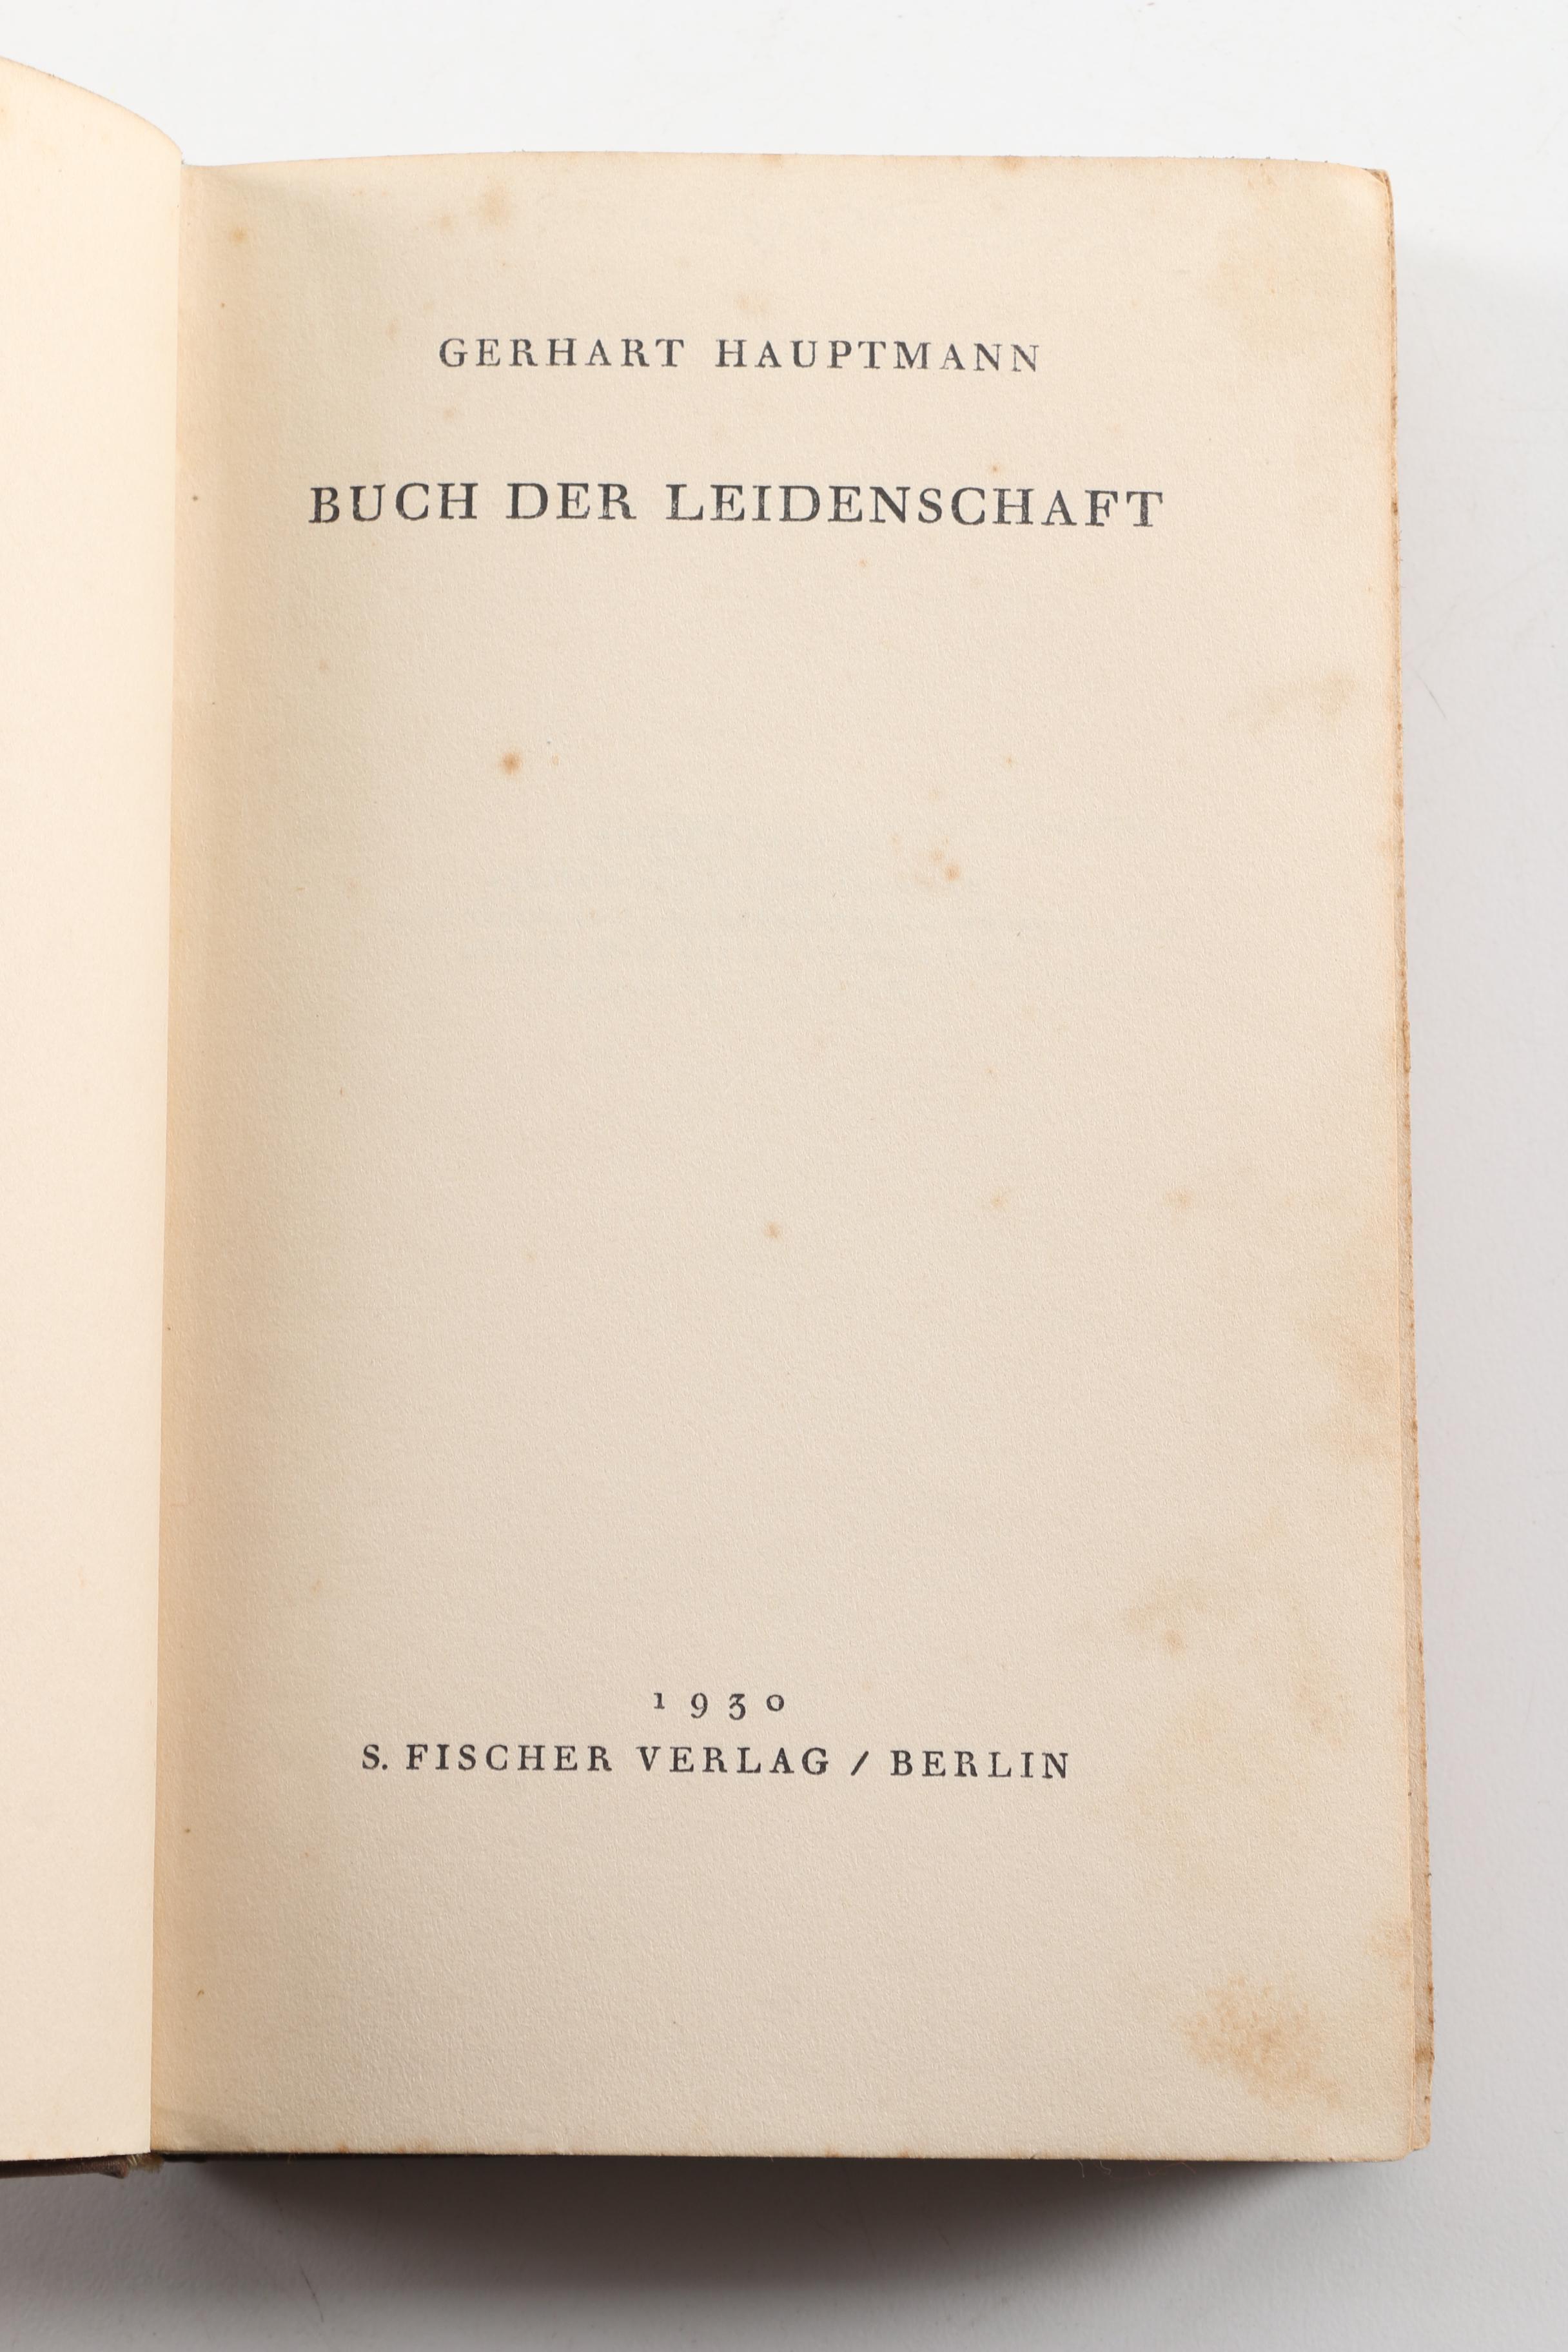 GERHART HAUPTMANN
BUCH DER LEIDENSCHAFT
1930
S. FISCHER VERLAG / BERLIN